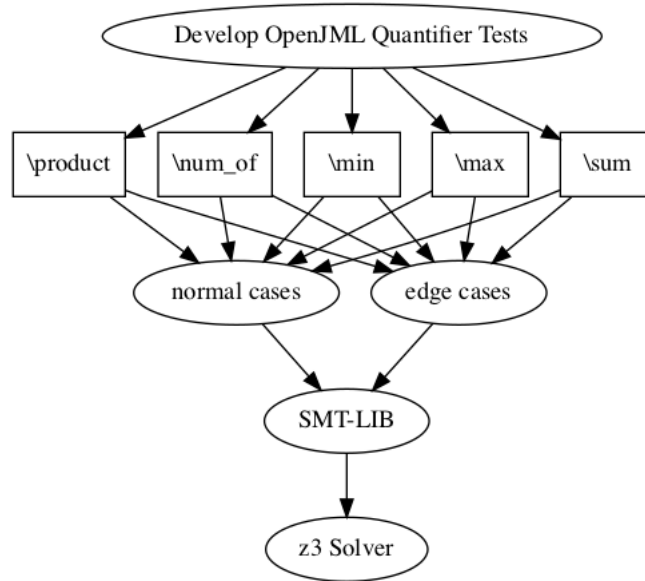 Develop OpenJML Quantifier Tests
\product
\num_of
\min
\max
\sum
normal cases
edge cases
SMT-LIB
z3 Solver